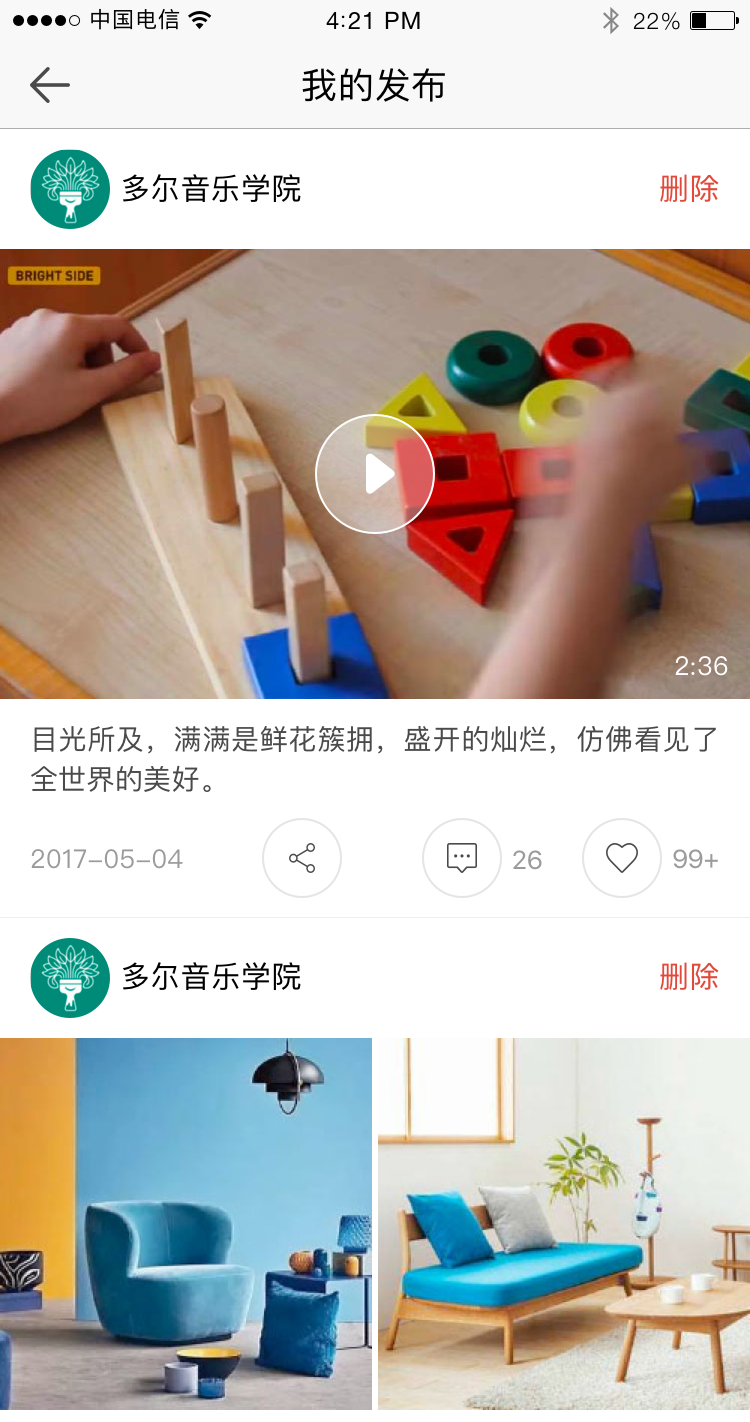 中国电信 4:21 PM 22%
我的发布
多尔音乐学院 删除
BRIGHT SIDE
2:36
目光所及，满满是鲜花簇拥，盛开的灿烂，仿佛看见了
全世界的美好。
2017-05-04 26 99+
多尔音乐学院 删除